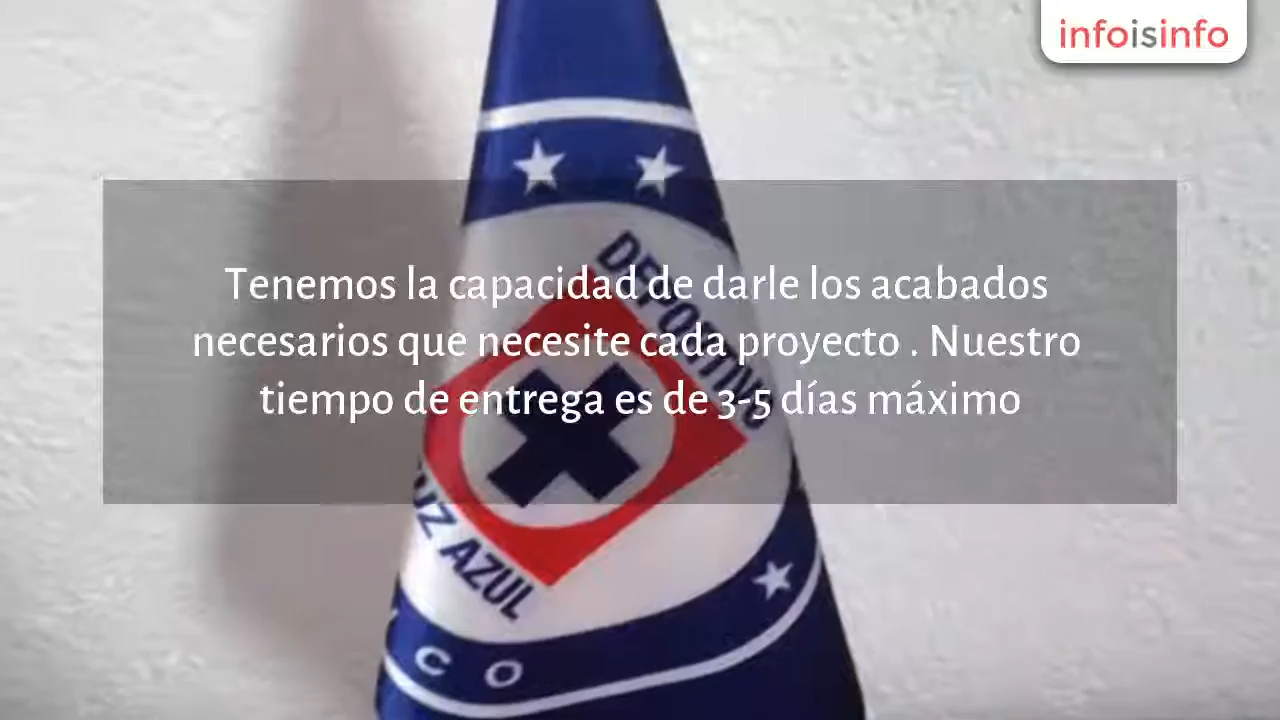 infoisinfo
DEPORTIVO
Tenemos la capacidad de darle los acabados
necesarios que necesite cada proyecto . Nuestro
tiempo de entrega es de 3-5 días máximo
AZUL
C O